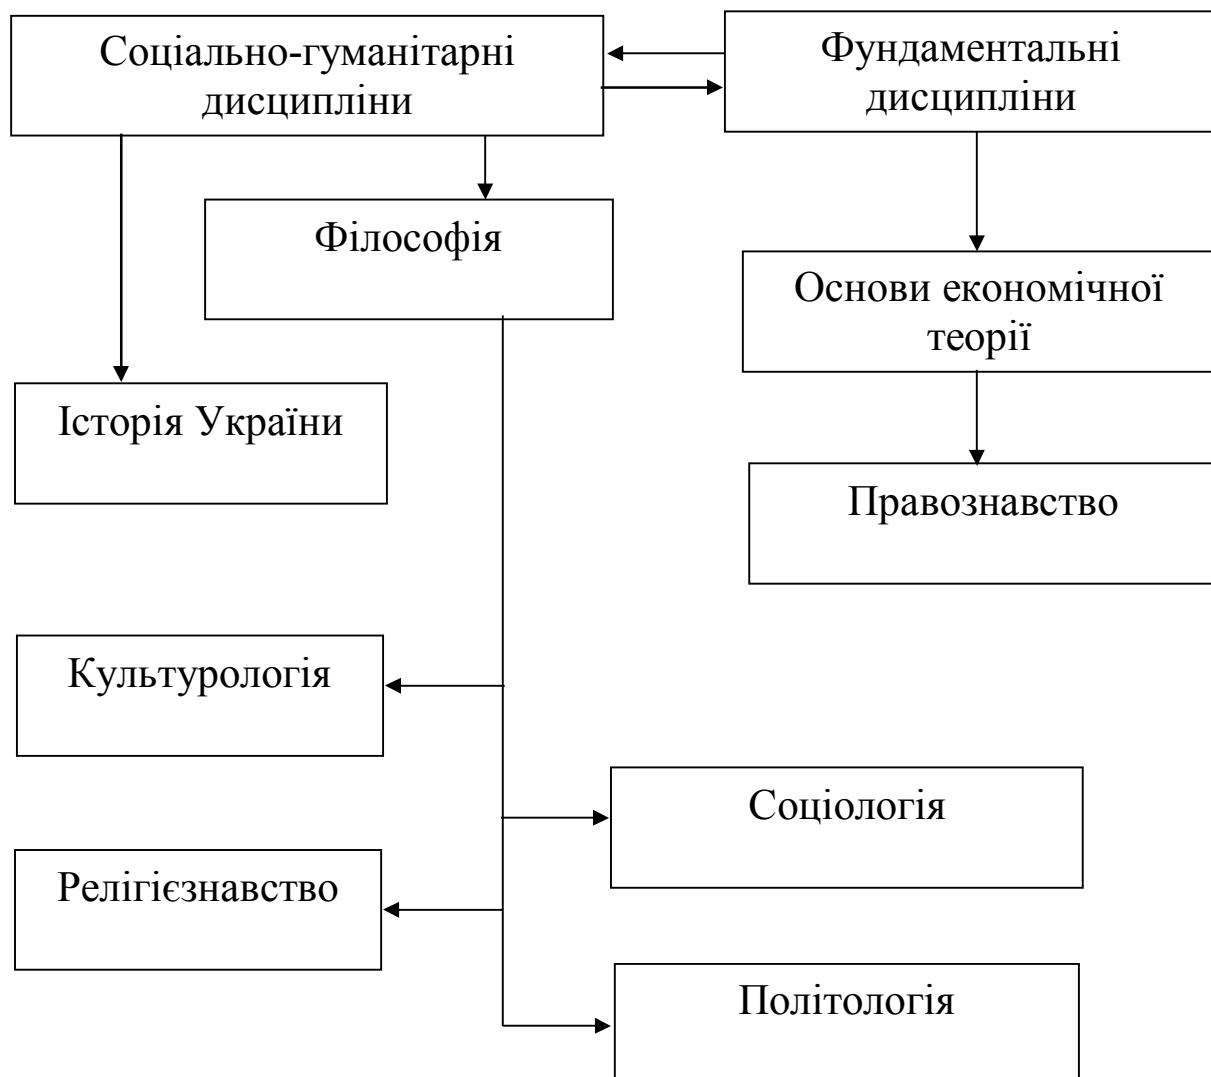 Соціально-гуманітарні
дисципліни
Фундаментальні
дисципліни
Філософія
Основи економічної
теорії
Історія України
Правознавство
Культурологія
Соціологія
Релігієзнавство
Політологія